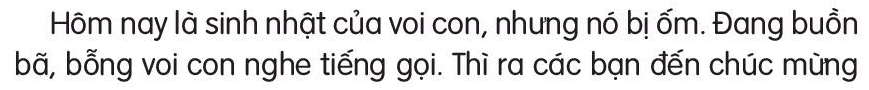 Hôm nay là sinh nhật của voi con, nhưng nó bị ốm. Đang buồn
bã, bỗng voi con nghe tiếng gọi. Thì ra các bạn đến chúc mừng